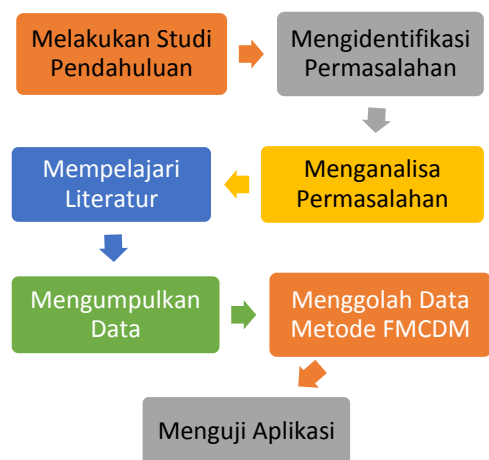 Melakukan Studi
Pendahuluan
Mengidentifikasi
Permasalahan
Menganalisa
Permasalahan
Mempelajari
Literatur
Mengumpulkan
Data
Menggolah Data
Metode FMCDM
Menguji Aplikasi